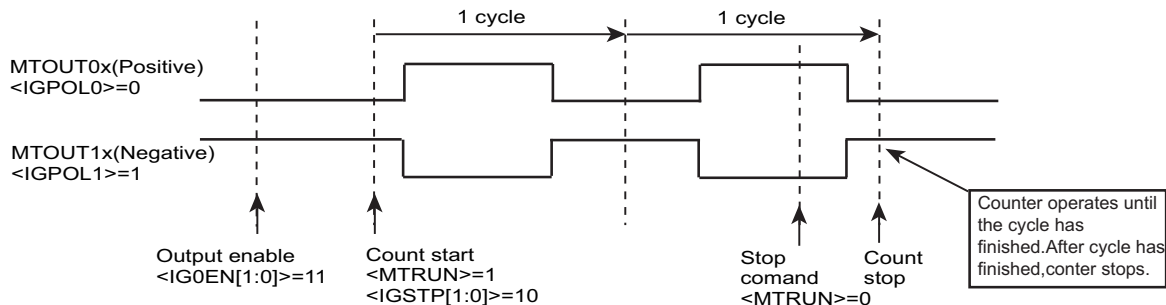 1 cycle
1 cycle
MTOUT0x(Positive)
<IGPOL0>=0
MTOUT1x(Negative)
<IGPOL1>=1
Output enable
<IG0EN[1:0]>=11
Count start
<MTRUN>=1
<IGSTP[1:0]>=10
Stop
comand
<MTRUN>=0
Count
stop
Counter operates until
the cycle has
finished.After cycle has
finished,conter stops.